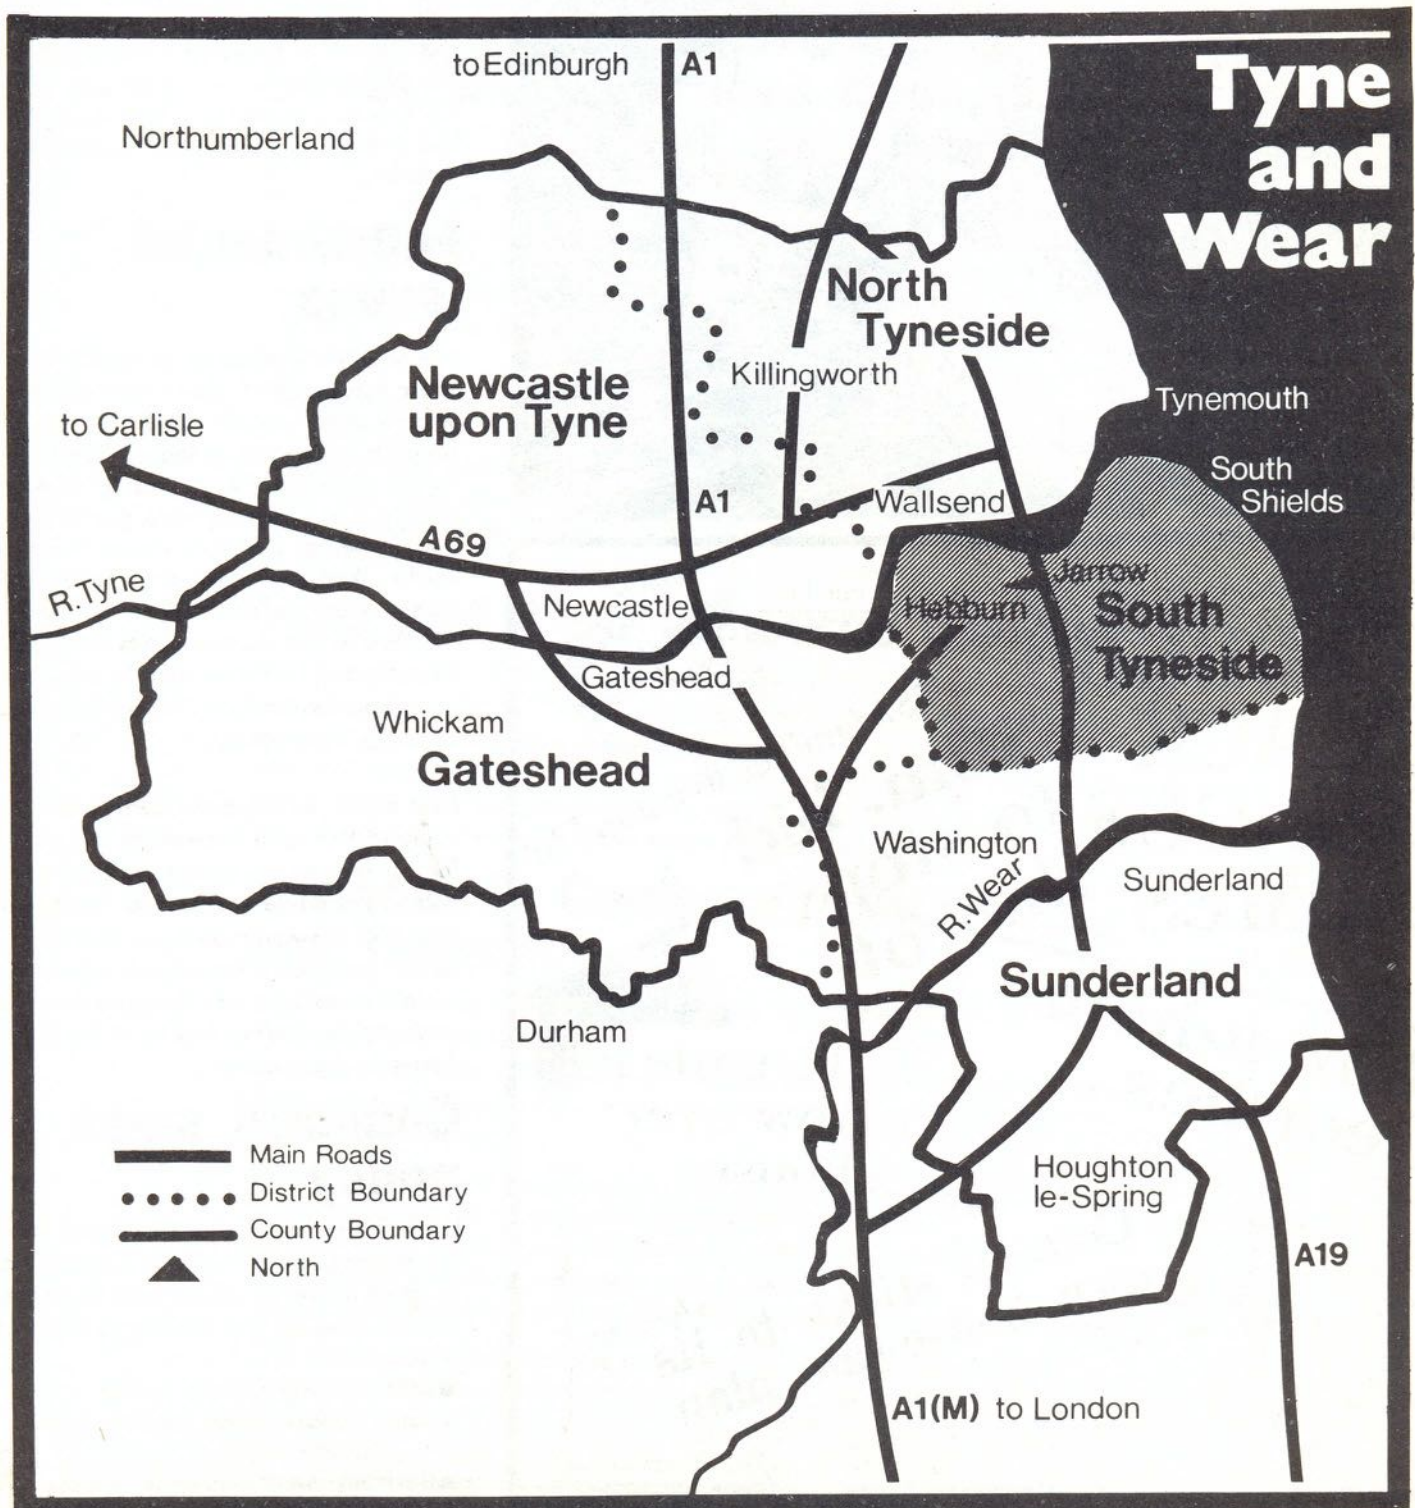 Tyne
and
Wear
to Edinburgh
A1
Northumberland
North
Tyneside
Killingworth
Newcastle
upon Tyne
Tynemouth
to Carlisle
South
Shields
A1
Wallsend
A69
R.Tyne
Jarrow
Newcastle
Hebburn
South
Tyneside
Gateshead
Whickam
Gateshead
Washington
R.Wear
Sunderland
Sunderland
Durham
Main Roads
District Boundary
County Boundary
North
Houghton
le-Spring
A19
A1(M) to London